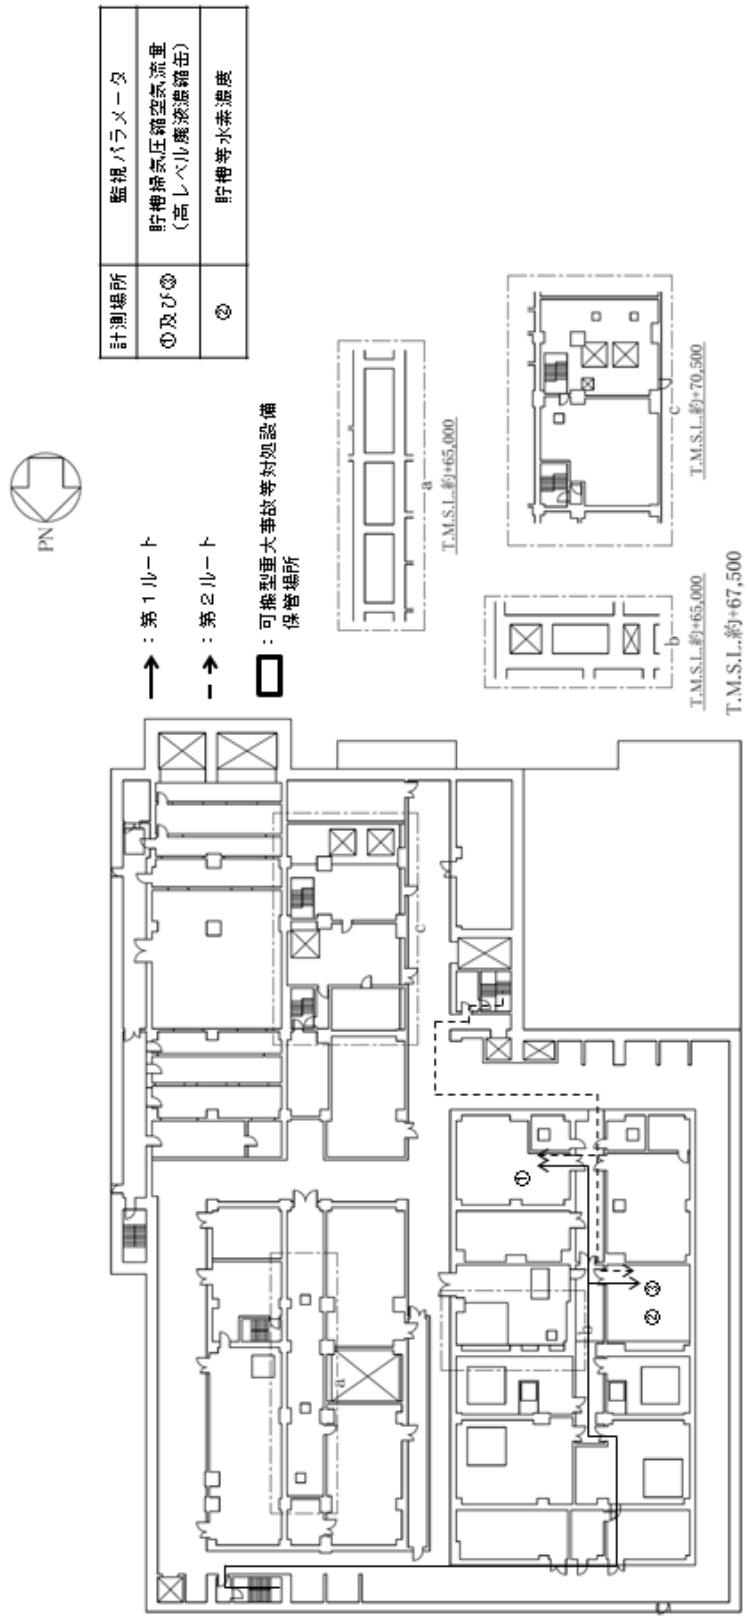 計測場所 監視パラメータ
①及び③ 貯槽掃気圧縮空気流量
(高レベル廃液濃縮缶)
② 貯槽等水素濃度
PN
:第1ルート
:第2ルート
:可搬型重大事故等対処設備
保管場所
a
T.M.S.L.約+65,000
b
T.M.S.L.約+65,000
c
T.M.S.L.約+70,500
T.M.S.L.約+67,500
a
b
c
①
②
③